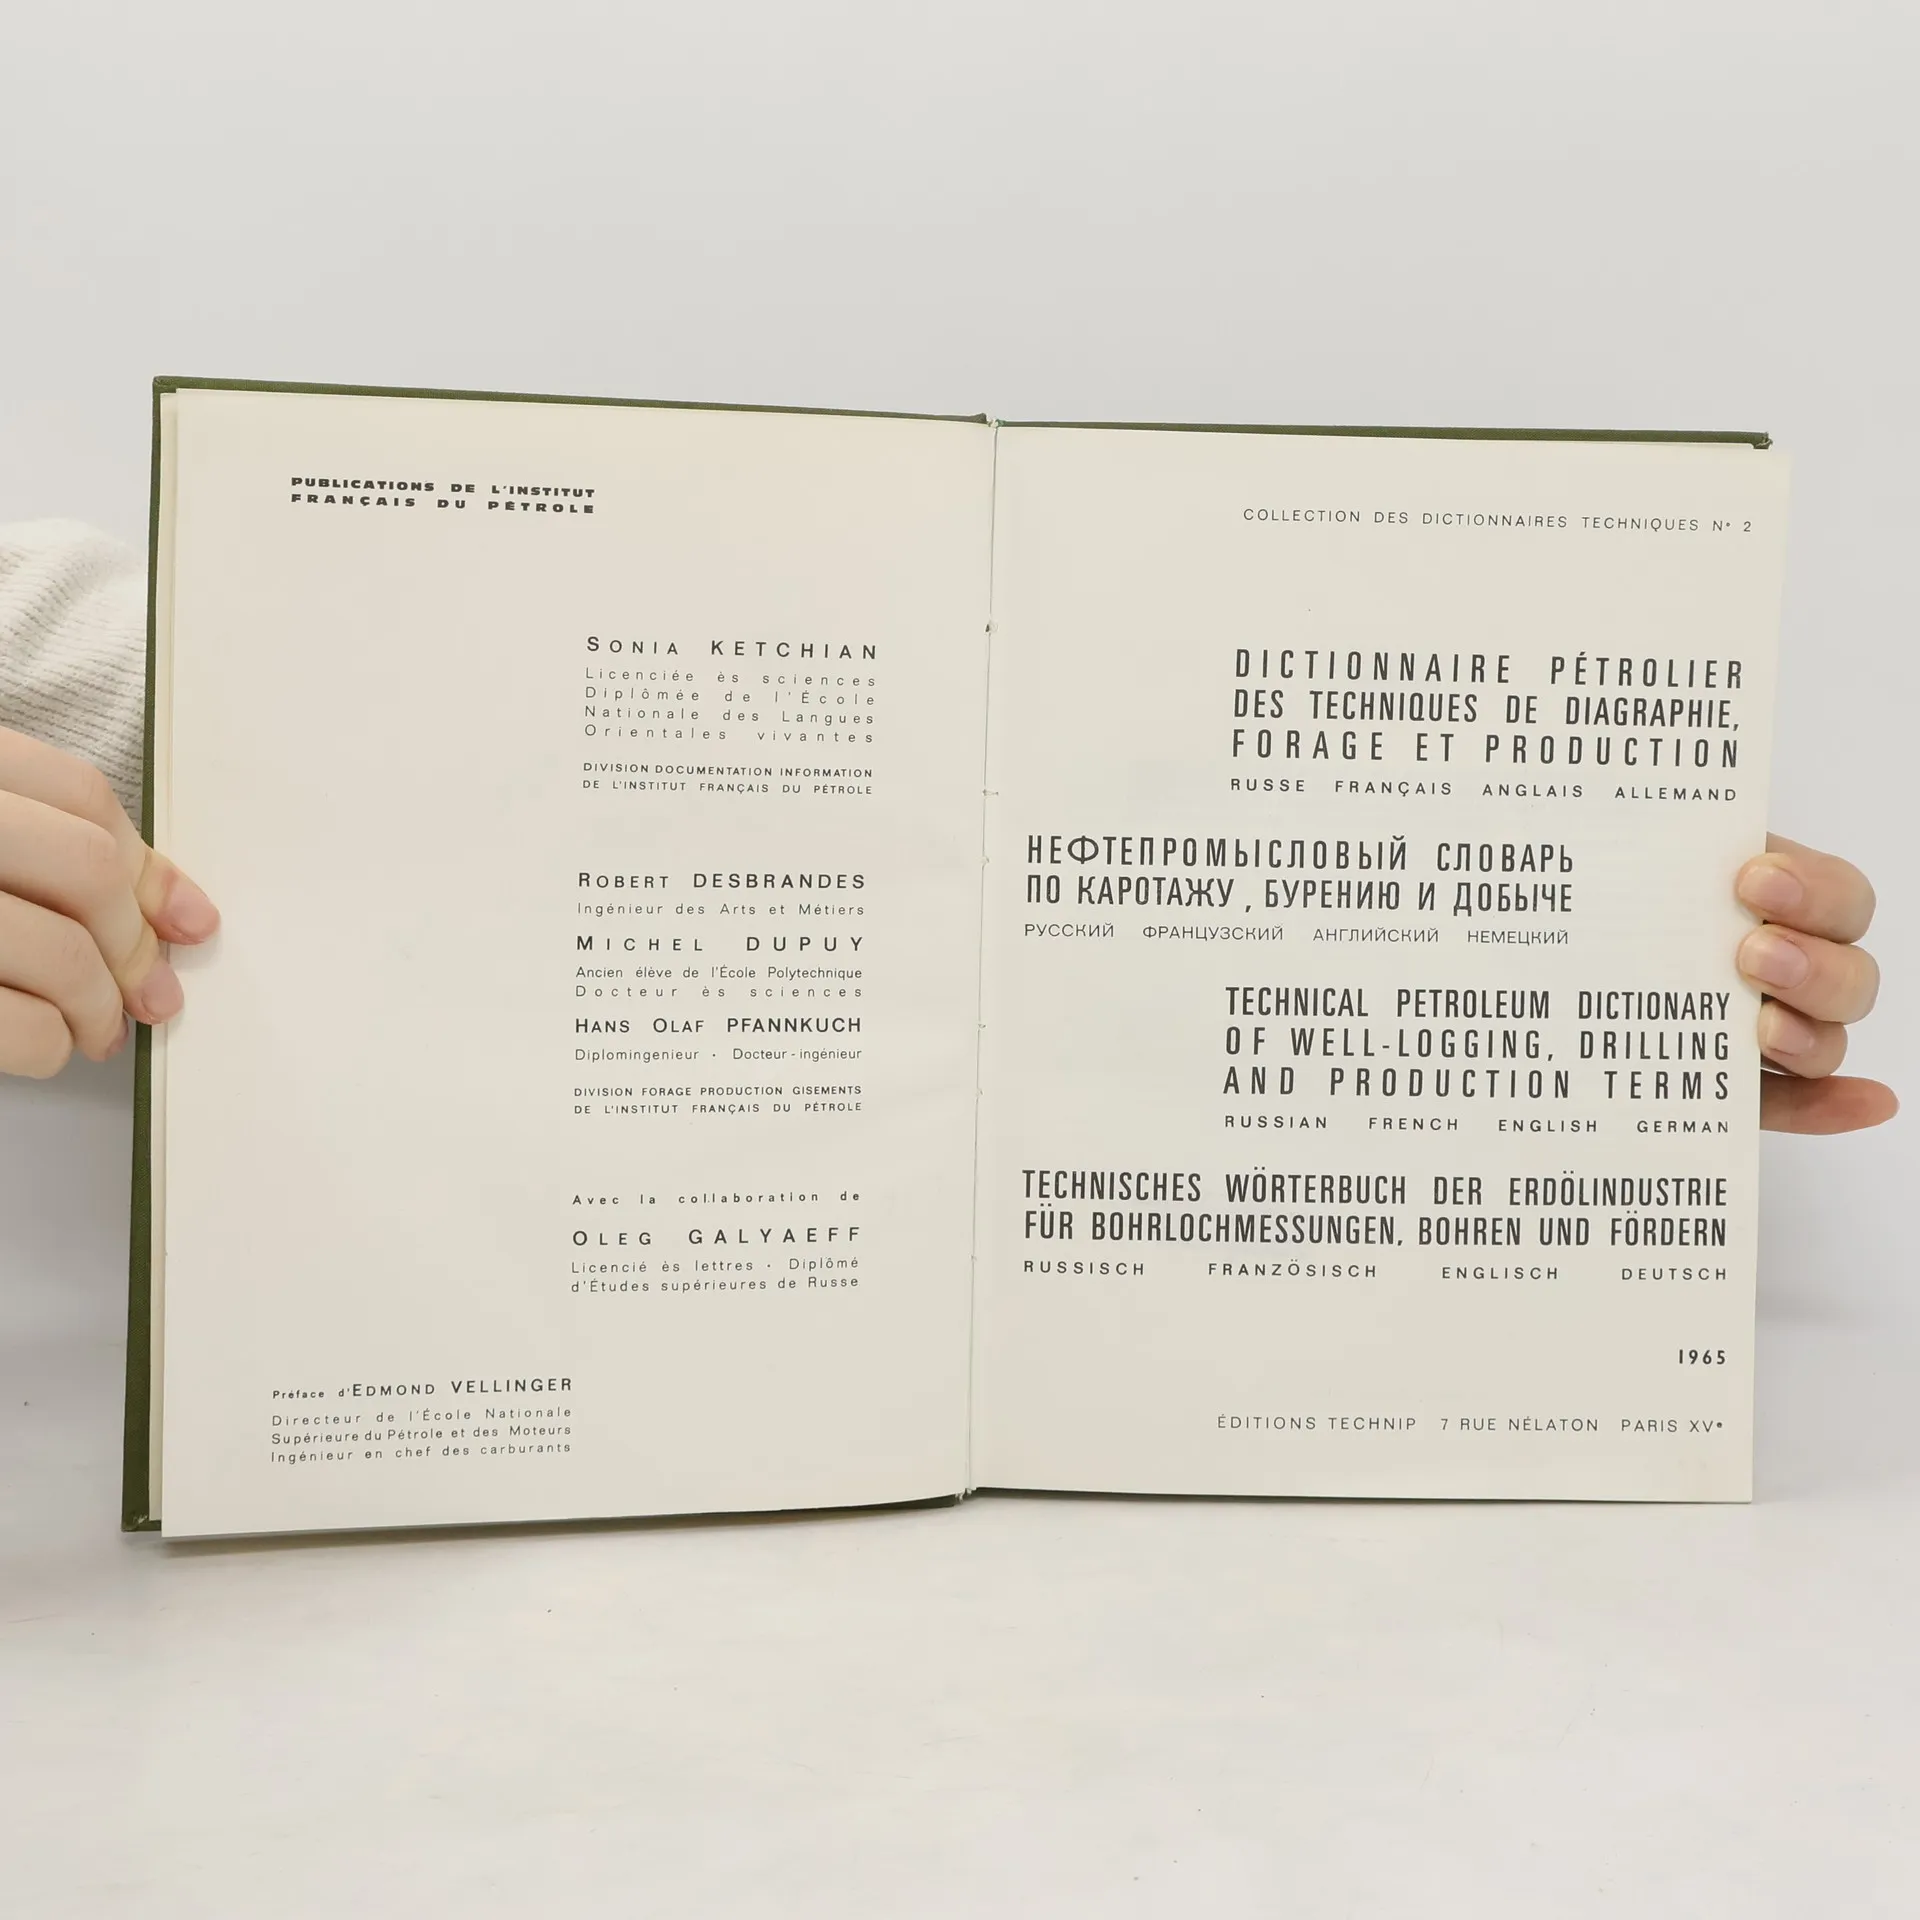 PUBLICATIONS DE L'INSTITUT
FRANÇAIS DU PÉTROLE
SONIA KETCHIAN
Licenciée ès sciences
Diplômée de l'École
Nationale des Langues
Orientales vivantes
DIVISION DOCUMENTATION INFORMATION
DE L'INSTITUT FRANÇAIS DU PÉTROLE
ROBERT DESBRANDES
Ingénieur des Arts et Métiers
MICHEL DUPUY
Ancien élève de l'École Polytechnique
Docteur ès sciences
HANS OLAF PFANNKUCH
Diplomingenieur · Docteur-ingénieur
DIVISION FORAGE PRODUCTION GISEMENTS
DE L'INSTITUT FRANÇAIS DU PÉTROLE
Avec la collaboration de
OLEG GALYAEFF
Licencié ès lettres · Diplômé
d'Études supérieures de Russe
Préface d'EDMOND VELLINGER
Directeur de l'École Nationale
Supérieure du Pétrole et des Moteurs
Ingénieur en chef des carburants
COLLECTION DES DICTIONNAIRES TECHNIQUES N° 2
DICTIONNAIRE PÉTROLIER
DES TECHNIQUES DE DIAGRAPHIE,
FORAGE ET PRODUCTION
RUSSE FRANÇAIS ANGLAIS ALLEMAND
НЕФТЕПРОМЫСЛОВЫЙ СЛОВАРЬ
ПО КАРОТАЖУ, БУРЕНИЮ И ДОБЫЧЕ
РУССКИЙ ФРАНЦУЗСКИЙ АНГЛИЙСКИЙ НЕМЕЦКИЙ
TECHNICAL PETROLEUM DICTIONARY
OF WELL-LOGGING, DRILLING
AND PRODUCTION TERMS
RUSSIAN FRENCH ENGLISH GERMAN
TECHNISCHES WÖRTERBUCH DER ERDÖLINDUSTRIE
FÜR BOHRLOCHMESSUNGEN, BOHREN UND FÖRDERN
RUSSISCH FRANZÖSISCH ENGLISCH DEUTSCH
1965
ÉDITIONS TECHNIP 7 RUE NÉLATON PARIS XVe